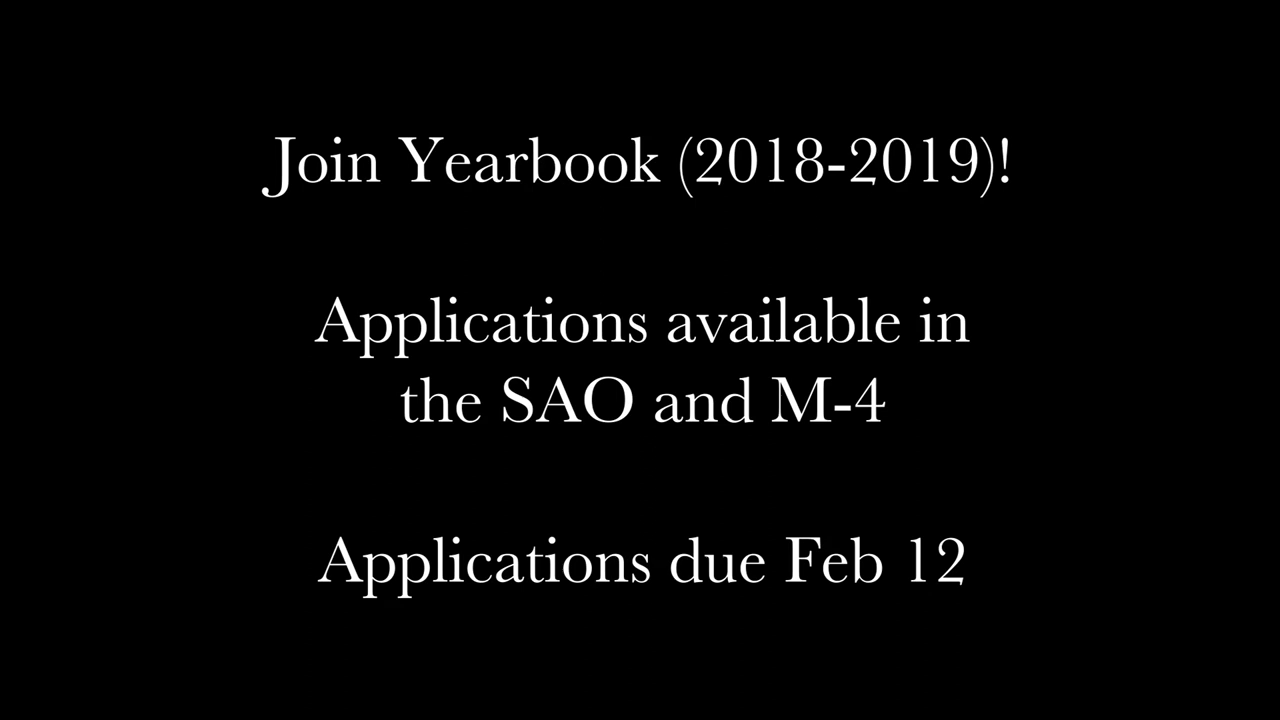 Join Yearbook (2018-2019)!
Applications available in
the SAO and M-4
Applications due Feb 12